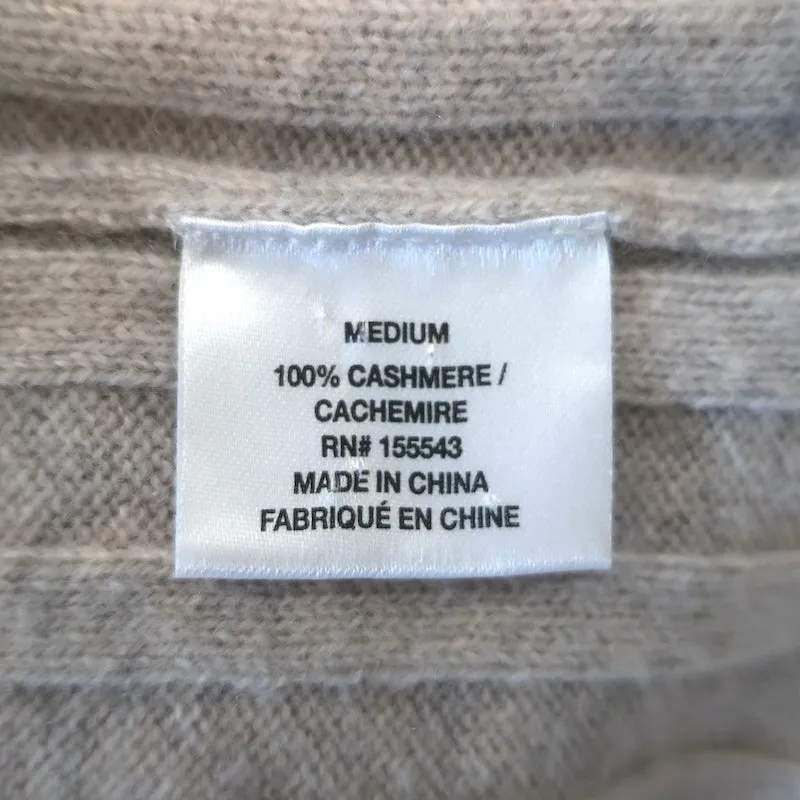 MEDIUM
100% CASHMERE /
CACHEMIRE
RN# 155543
MADE IN CHINA
FABRIQUÉ EN CHINE